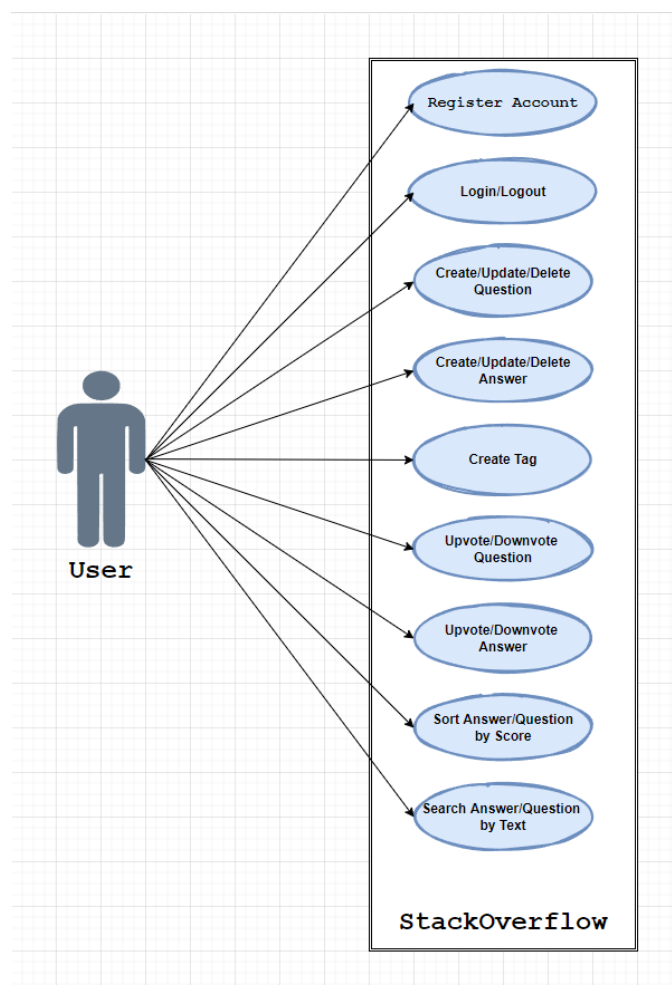 Register Account
Login/Logout
Create/Update/Delete
Question
Create/Update/Delete
Answer
Create Tag
Upvote/Downvote
Question
User
Upvote/Downvote
Answer
Sort Answer/Question
by Score
Search Answer/Question
by Text
StackOverflow